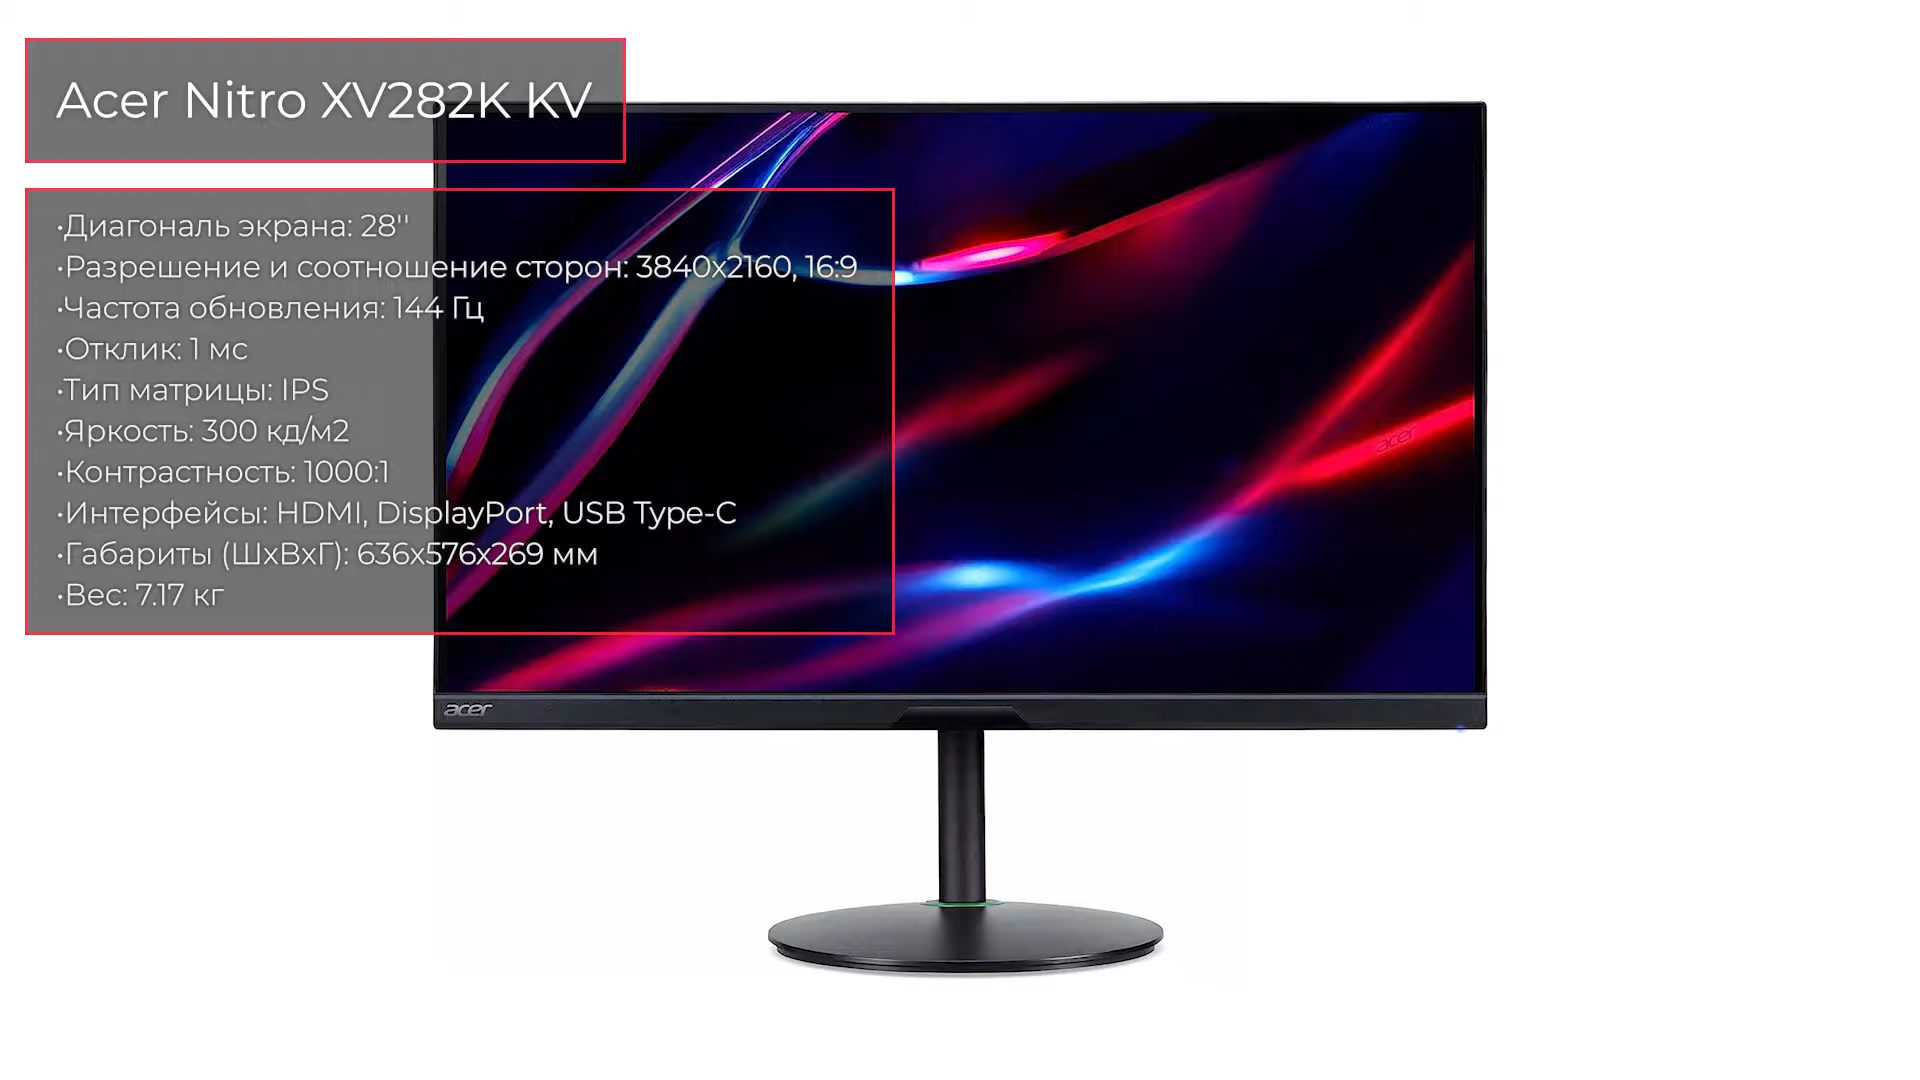 Acer Nitro XV282K KV
·Диагональ экрана: 28''
·Разрешение и соотношение сторон: 3840x2160, 16:9
·Частота обновления: 144 Гц
·Отклик: 1 мс
·Тип матрицы: IPS
·Яркость: 300 кд/м2
·Контрастность: 1000:1
·Интерфейсы: HDMI, DisplayPort, USB Type-C
·Габариты (ШхВхГ): 636х576х269 мм
·Вес: 7.17 кг
acer
acer